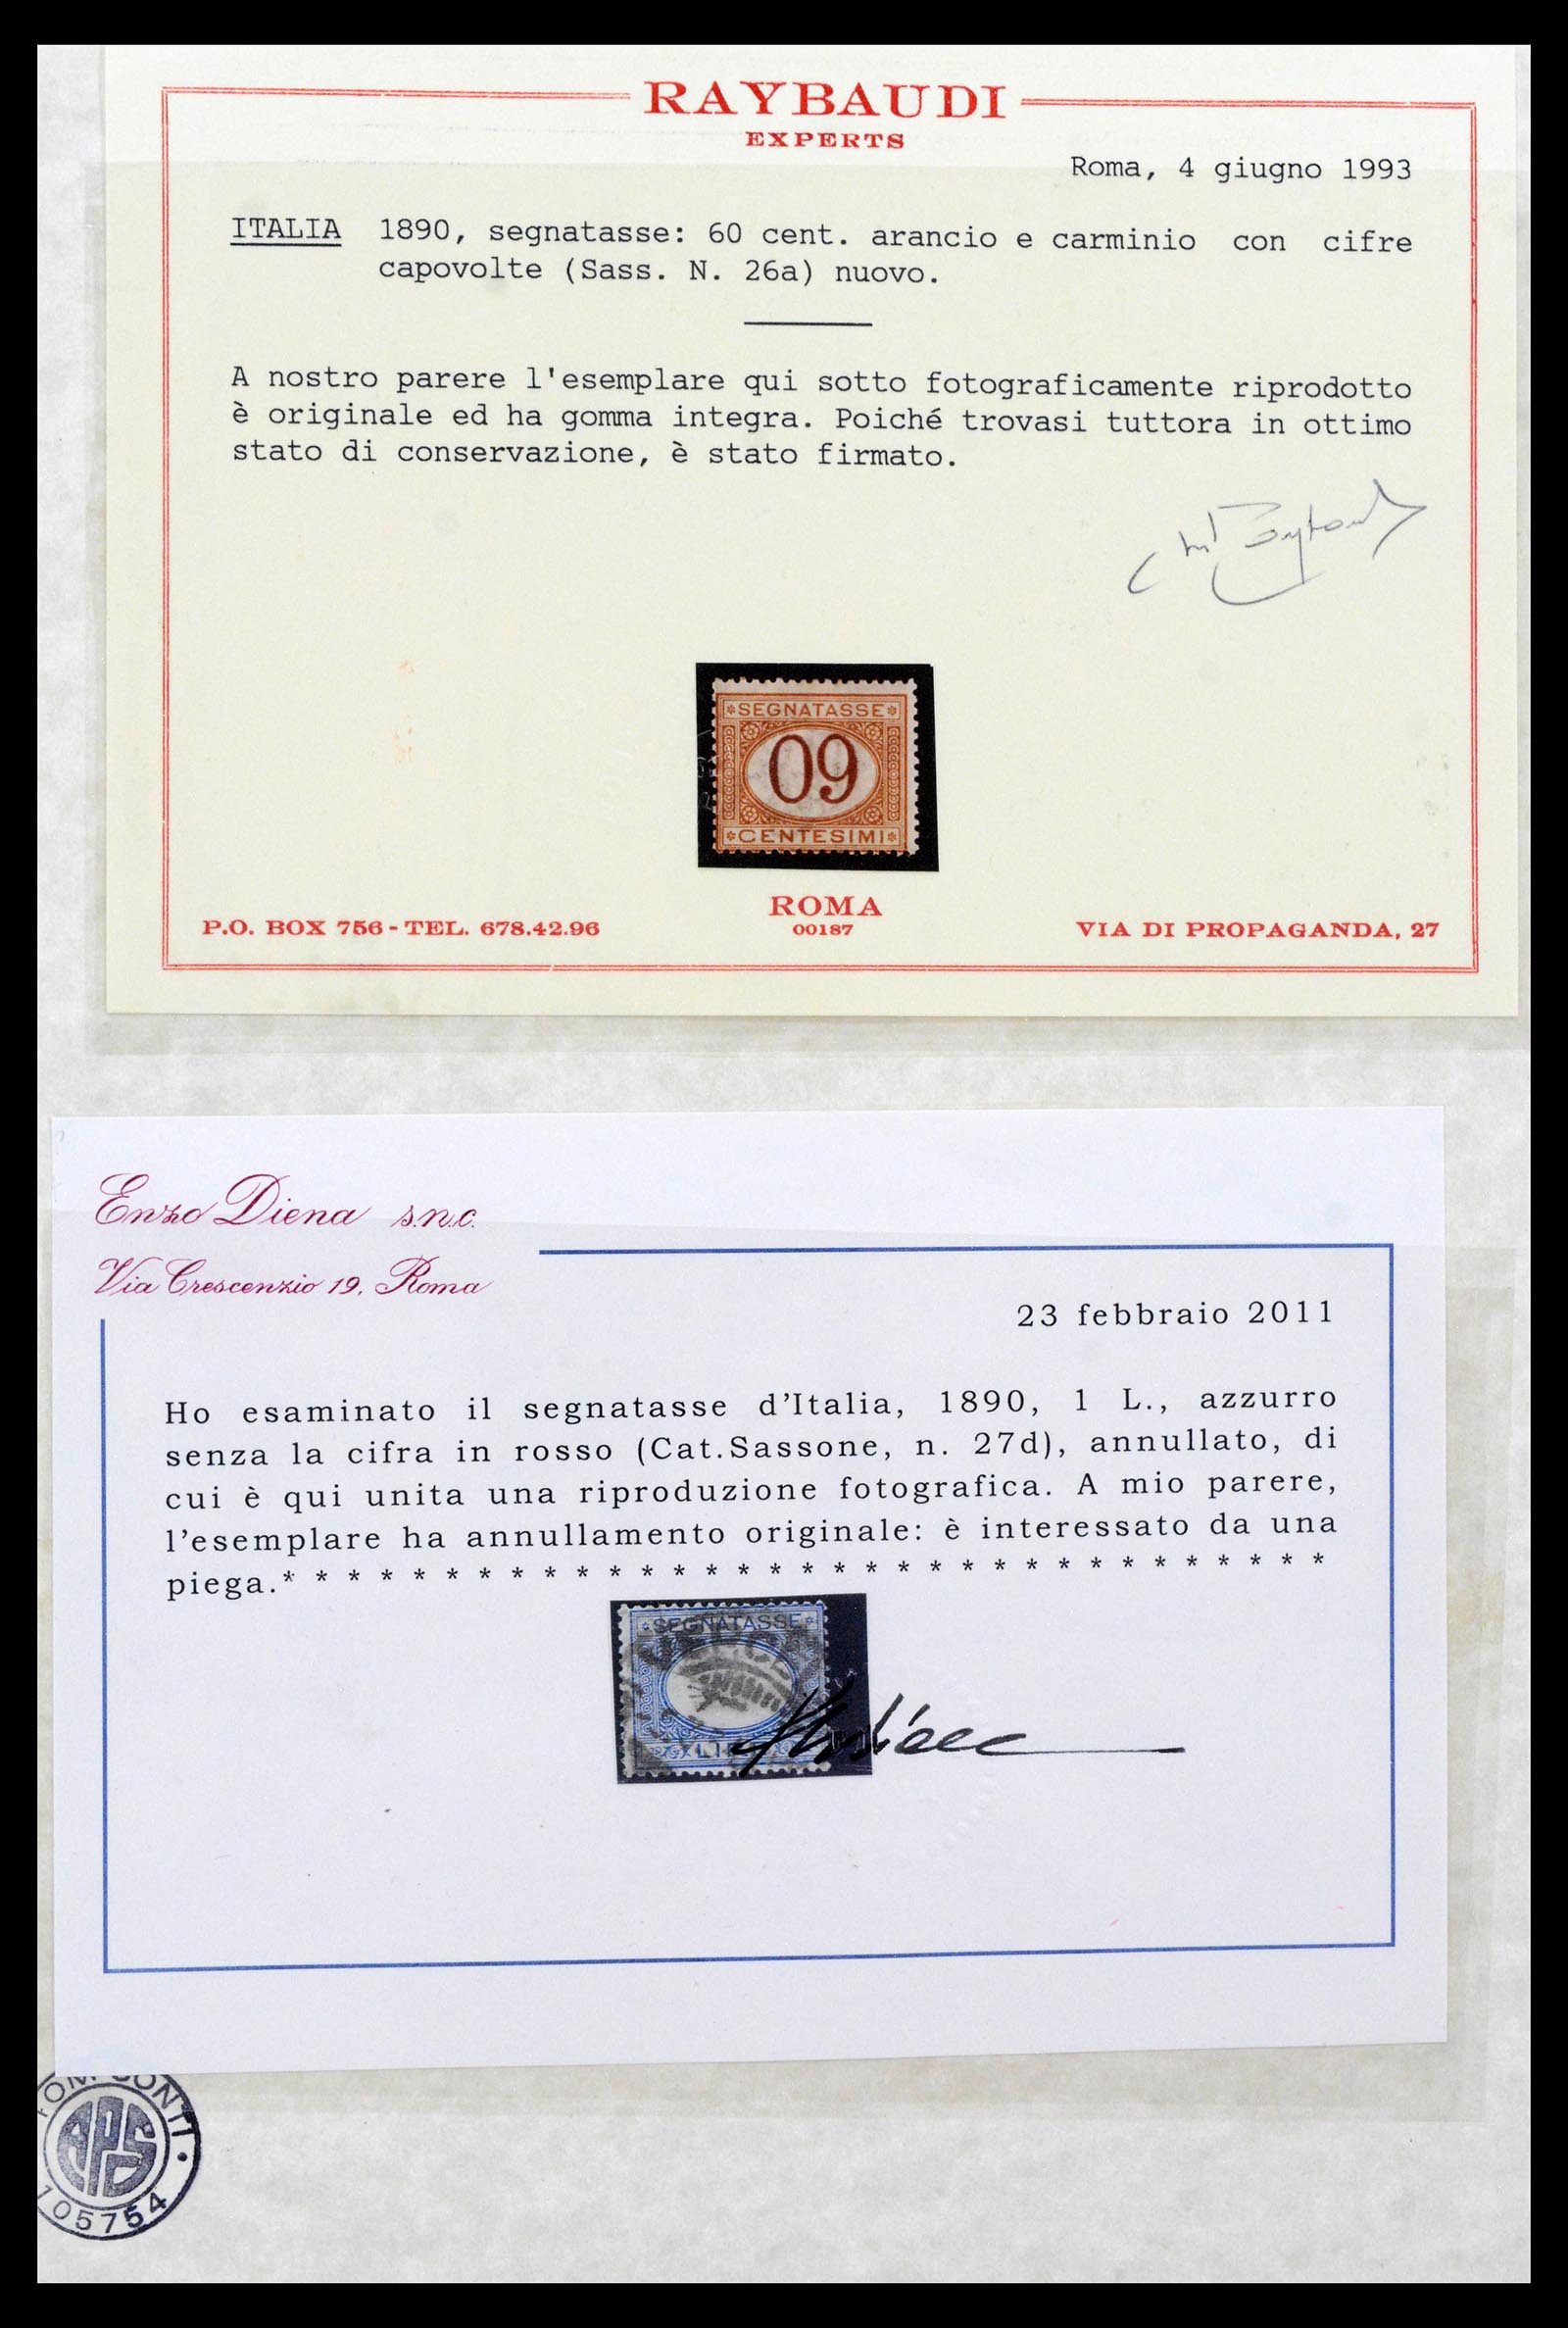 RAYBAUDI
EXPERTS
Roma, 4 giugno 1993
ITALIA 1890, segnatasse: 60 cent. arancio e carminio con cifre
capovolte (Sass. N. 26a) nuovo.
A nostro parere l'esemplare qui sotto fotograficamente riprodotto
è originale ed ha gomma integra. Poiché trovasi tuttora in ottimo
stato di conservazione, è stato firmato.
*SEGNATASSE*
60
*CENTESIMI*
P.O. BOX 756 - TEL. 678.42.96
ROMA
00187
VIA DI PROPAGANDA, 27
Enzo Diena s.n.c.
Via Crescenzio 19, Roma
23 febbraio 2011
Ho esaminato il segnatasse d'Italia, 1890, 1 L., azzurro
senza la cifra in rosso (Cat.Sassone, n. 27d), annullato, di
cui è qui unita una riproduzione fotografica. A mio parere,
l'esemplare ha annullamento originale: è interessato da una
piega.* * * * * * * * * * * * * * * * * * * * * * * * * * * * * * * * *
*SEGNATASSE*
CONTI
APS
105754